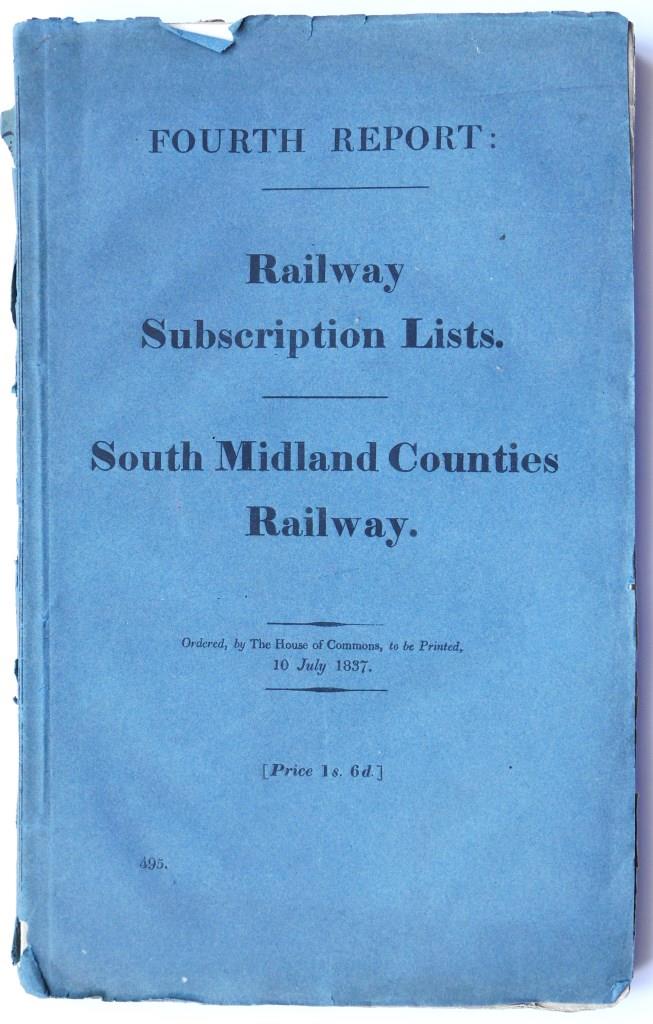 FOURTH REPORT:
Railway
Subscription Lists.
South Midland Counties
Railway.
Ordered, by The House of Commons, to be Printed,
10 July 1837.
[Price 1s. 6d.]
495.